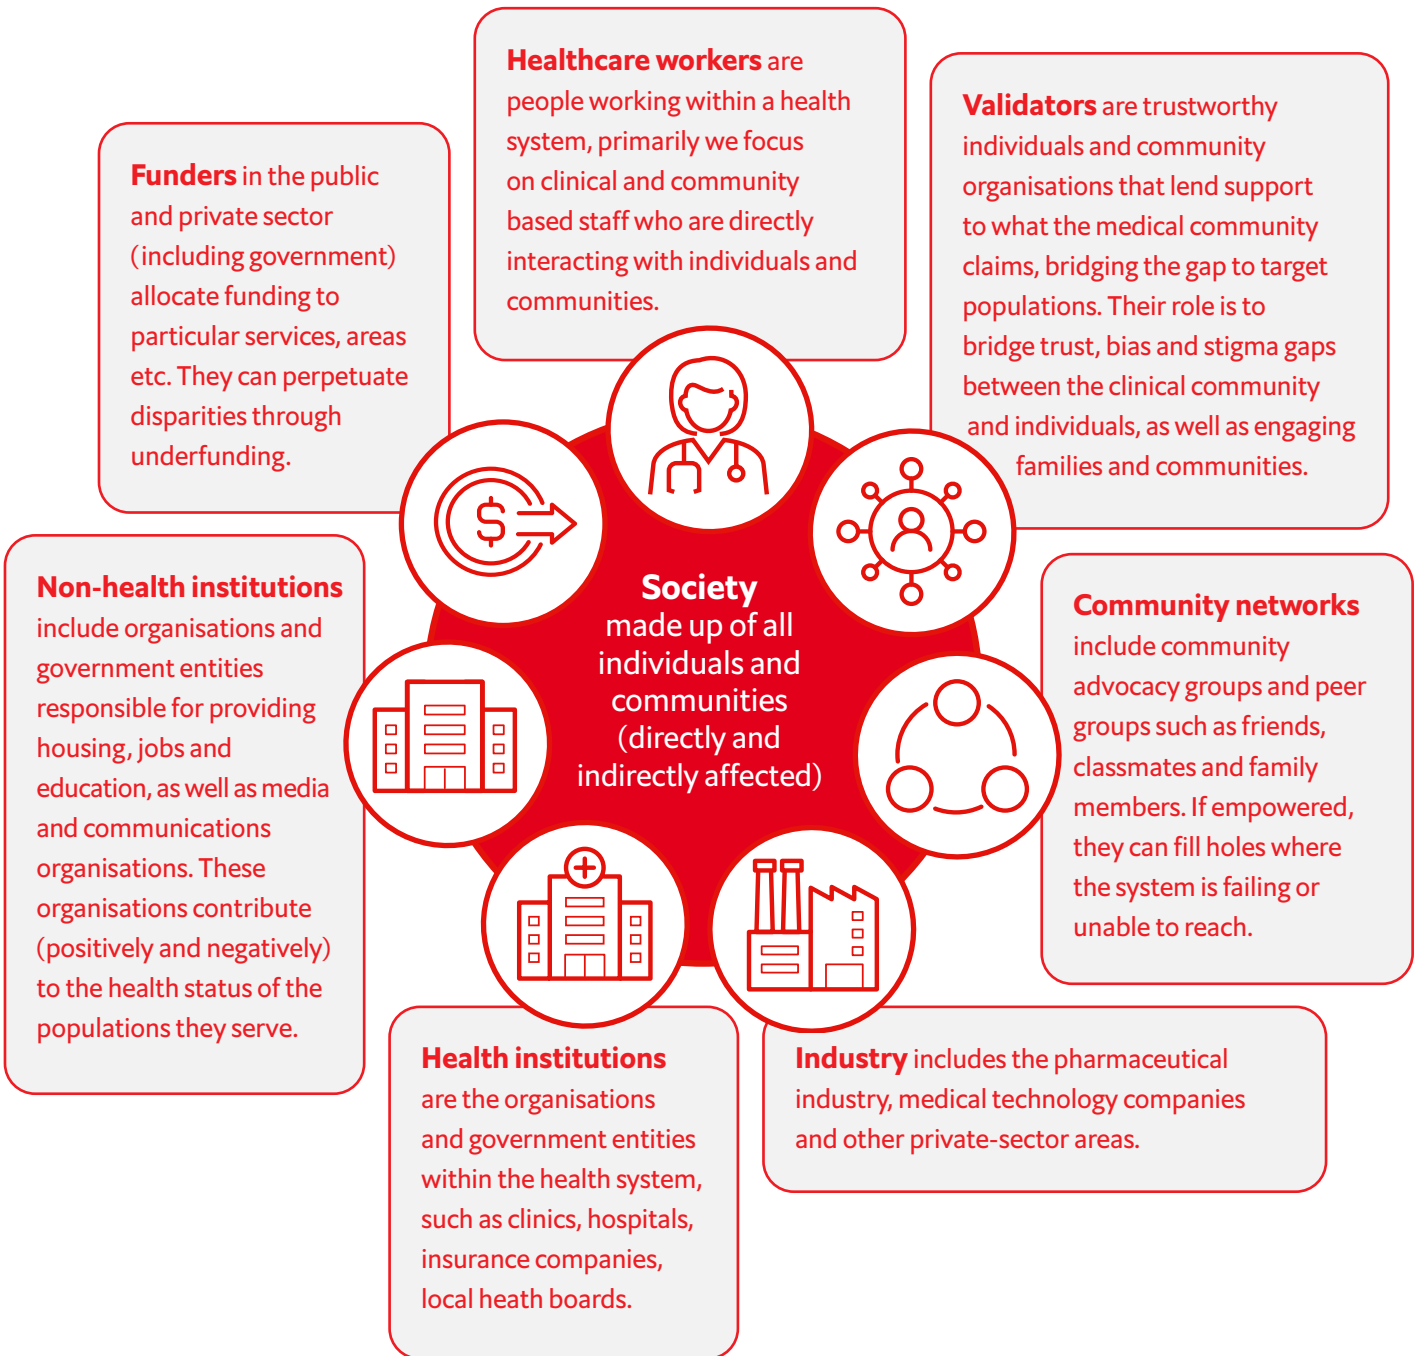 Healthcare workers are
people working within a health
system, primarily we focus
on clinical and community
based staff who are directly
interacting with individuals and
communities.
Validators are trustworthy
individuals and community
organisations that lend support
to what the medical community
claims, bridging the gap to target
populations. Their role is to
bridge trust, bias and stigma gaps
between the clinical community
and individuals, as well as engaging
families and communities.
Funders in the public
and private sector
(including government)
allocate funding to
particular services, areas
etc. They can perpetuate
disparities through
underfunding.
$
Society
made up of all
individuals and
communities
(directly and
indirectly affected)
Non-health institutions
include organisations and
government entities
responsible for providing
housing, jobs and
education, as well as media
and communications
organisations. These
organisations contribute
(positively and negatively)
to the health status of the
populations they serve.
Community networks
include community
advocacy groups and peer
groups such as friends,
classmates and family
members. If empowered,
they can fill holes where
the system is failing or
unable to reach.
Health institutions
are the organisations
and government entities
within the health system,
such as clinics, hospitals,
insurance companies,
local heath boards.
Industry includes the pharmaceutical
industry, medical technology companies
and other private-sector areas.